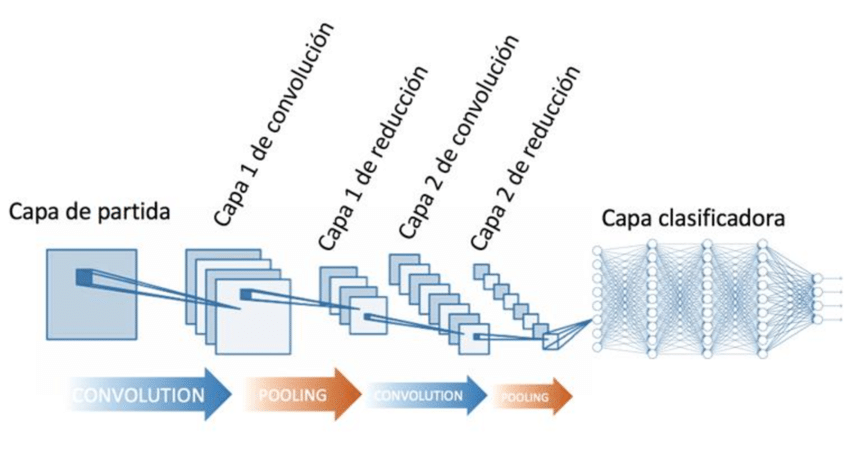 Capa de partida
Capa 1 de convolución
Capa 1 de reducción
Capa 2 de convolución
Capa 2 de reducción
Capa clasificadora
CONVOLUTION
POOLING
CONVOLUTION
POOLING